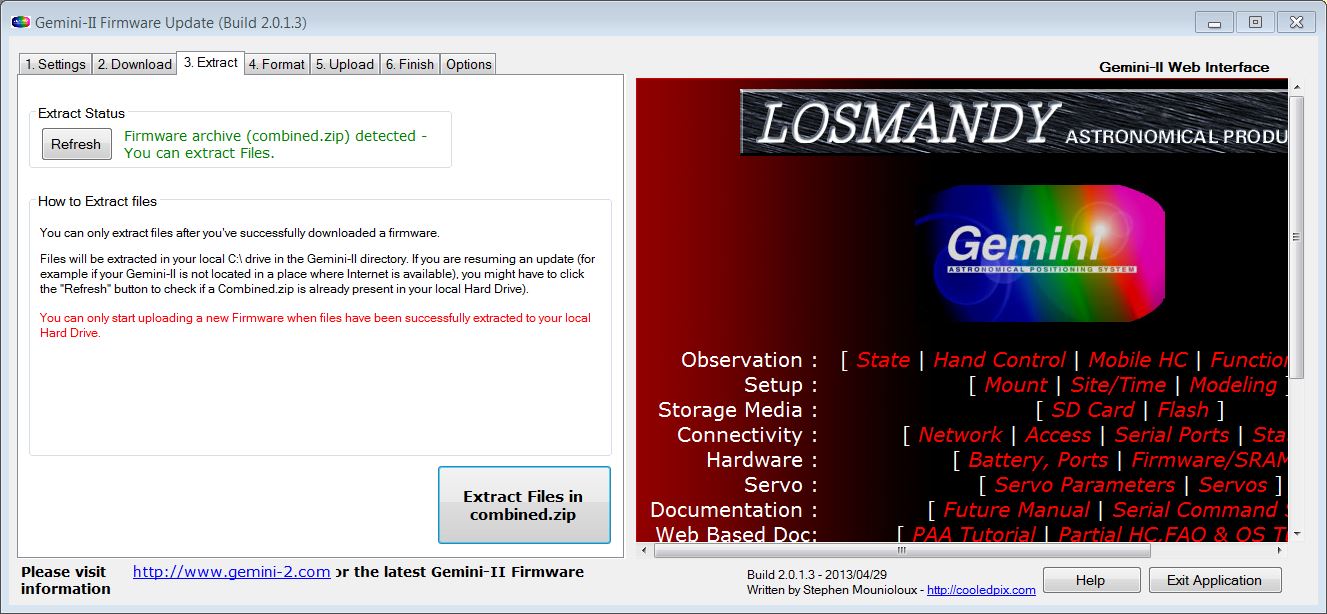 Gemini-II Firmware Update (Build 2.0.1.3)
1. Settings 2. Download 3. Extract 4. Format 5. Upload 6. Finish Options
Extract Status
Refresh
Firmware archive (combined.zip) detected -
You can extract Files.
How to Extract files
You can only extract files after you've successfully downloaded a firmware.
Files will be extracted in your local C:\ drive in the Gemini-II directory. If you are resuming an update (for
example if your Gemini-II is not located in a place where Internet is available), you might have to click
the "Refresh" button to check if a Combined.zip is already present in your local Hard Drive).
You can only start uploading a new Firmware when files have been successfully extracted to your local
Hard Drive.
Extract Files in
combined.zip
Gemini-II Web Interface
LOSMANDY ASTRONOMICAL PRODU
Gemini
ASTRONOMICAL POSITIONING SYSTEM
Observation : [ State | Hand Control | Mobile HC | Function
Setup : [ Mount | Site/Time | Modeling ]
Storage Media : [ SD Card | Flash ]
Connectivity : [ Network | Access | Serial Ports | Sta
Hardware : [ Battery, Ports | Firmware/SRAM
Servo : [ Servo Parameters | Servos ]
Documentation : [ Future Manual | Serial Command S
Web Based Doc: [ PAA Tutorial | Partial HC,FAQ & OS T
Please visit http://www.gemini-2.com or the latest Gemini-II Firmware
information
Build 2.0.1.3 - 2013/04/29
Written by Stephen Mounioloux - http://cooledpix.com
Help
Exit Application